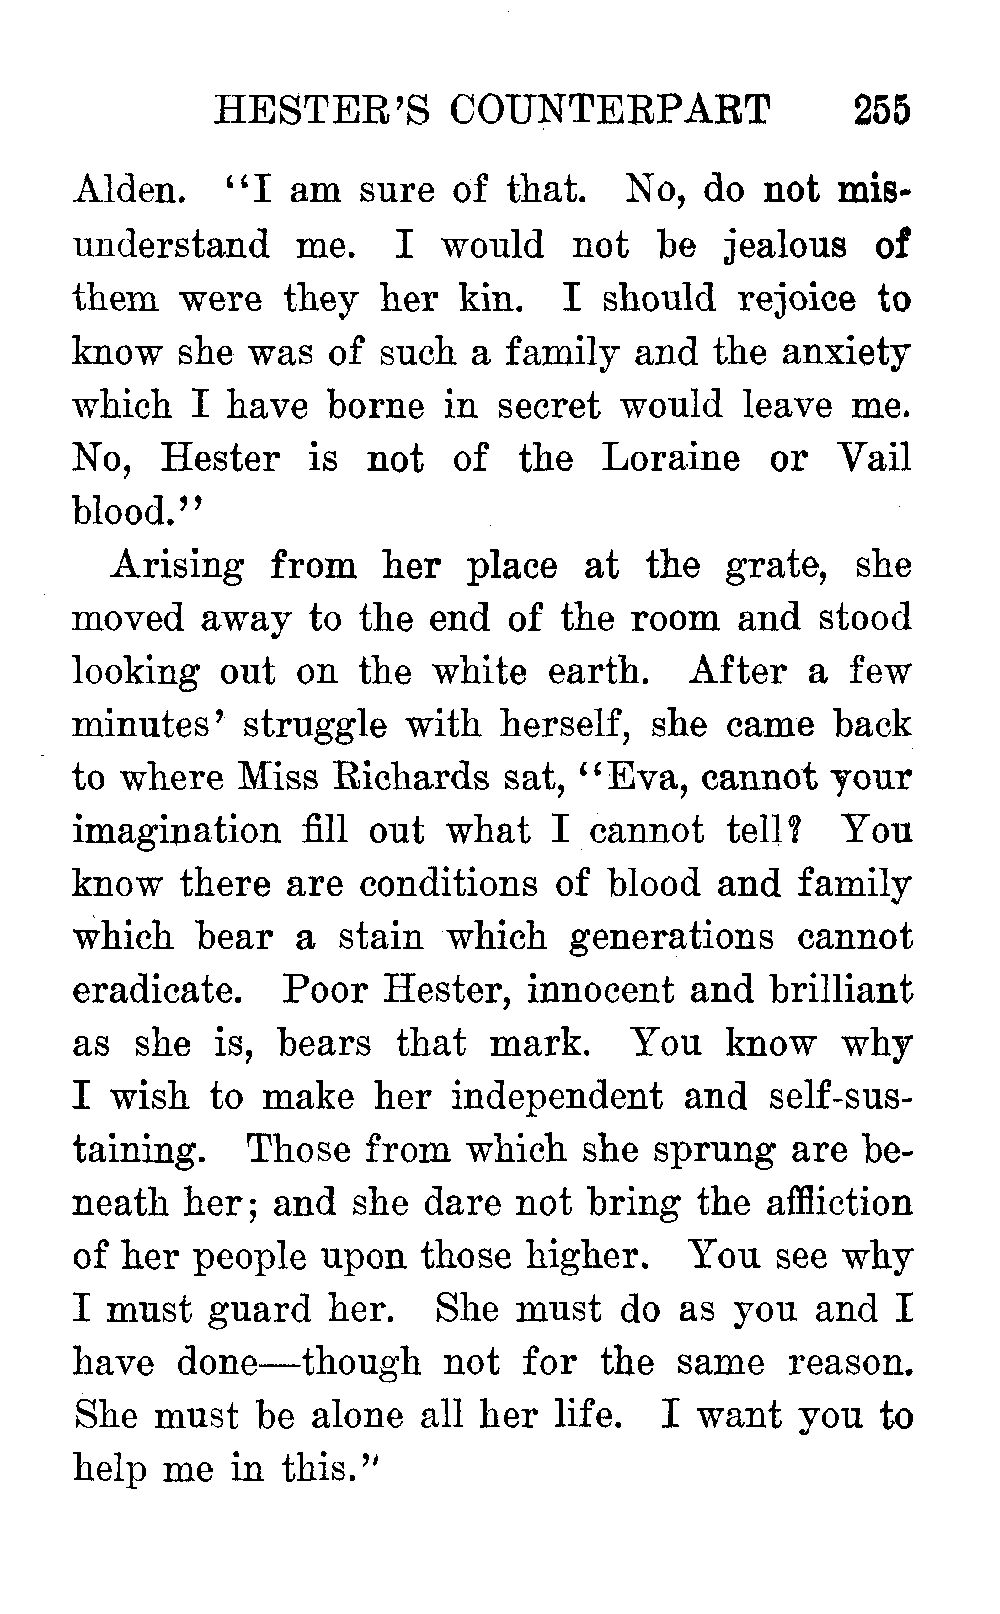 HESTER'S COUNTERPART 255
Alden. "I am sure of that. No, do not mis-
understand me. I would not be jealous of
them were they her kin. I should rejoice to
know she was of such a family and the anxiety
which I have borne in secret would leave me.
No, Hester is not of the Loraine or Vail
blood."
Arising from her place at the grate, she
moved away to the end of the room and stood
looking out on the white earth. After a few
minutes' struggle with herself, she came back
to where Miss Richards sat, "Eva, cannot your
imagination fill out what I cannot tell? You
know there are conditions of blood and family
which bear a stain which generations cannot
eradicate. Poor Hester, innocent and brilliant
as she is, bears that mark. You know why
I wish to make her independent and self-sus-
taining. Those from which she sprung are be-
neath her; and she dare not bring the affliction
of her people upon those higher. You see why
I must guard her. She must do as you and I
have done—though not for the same reason.
She must be alone all her life. I want you to
help me in this."